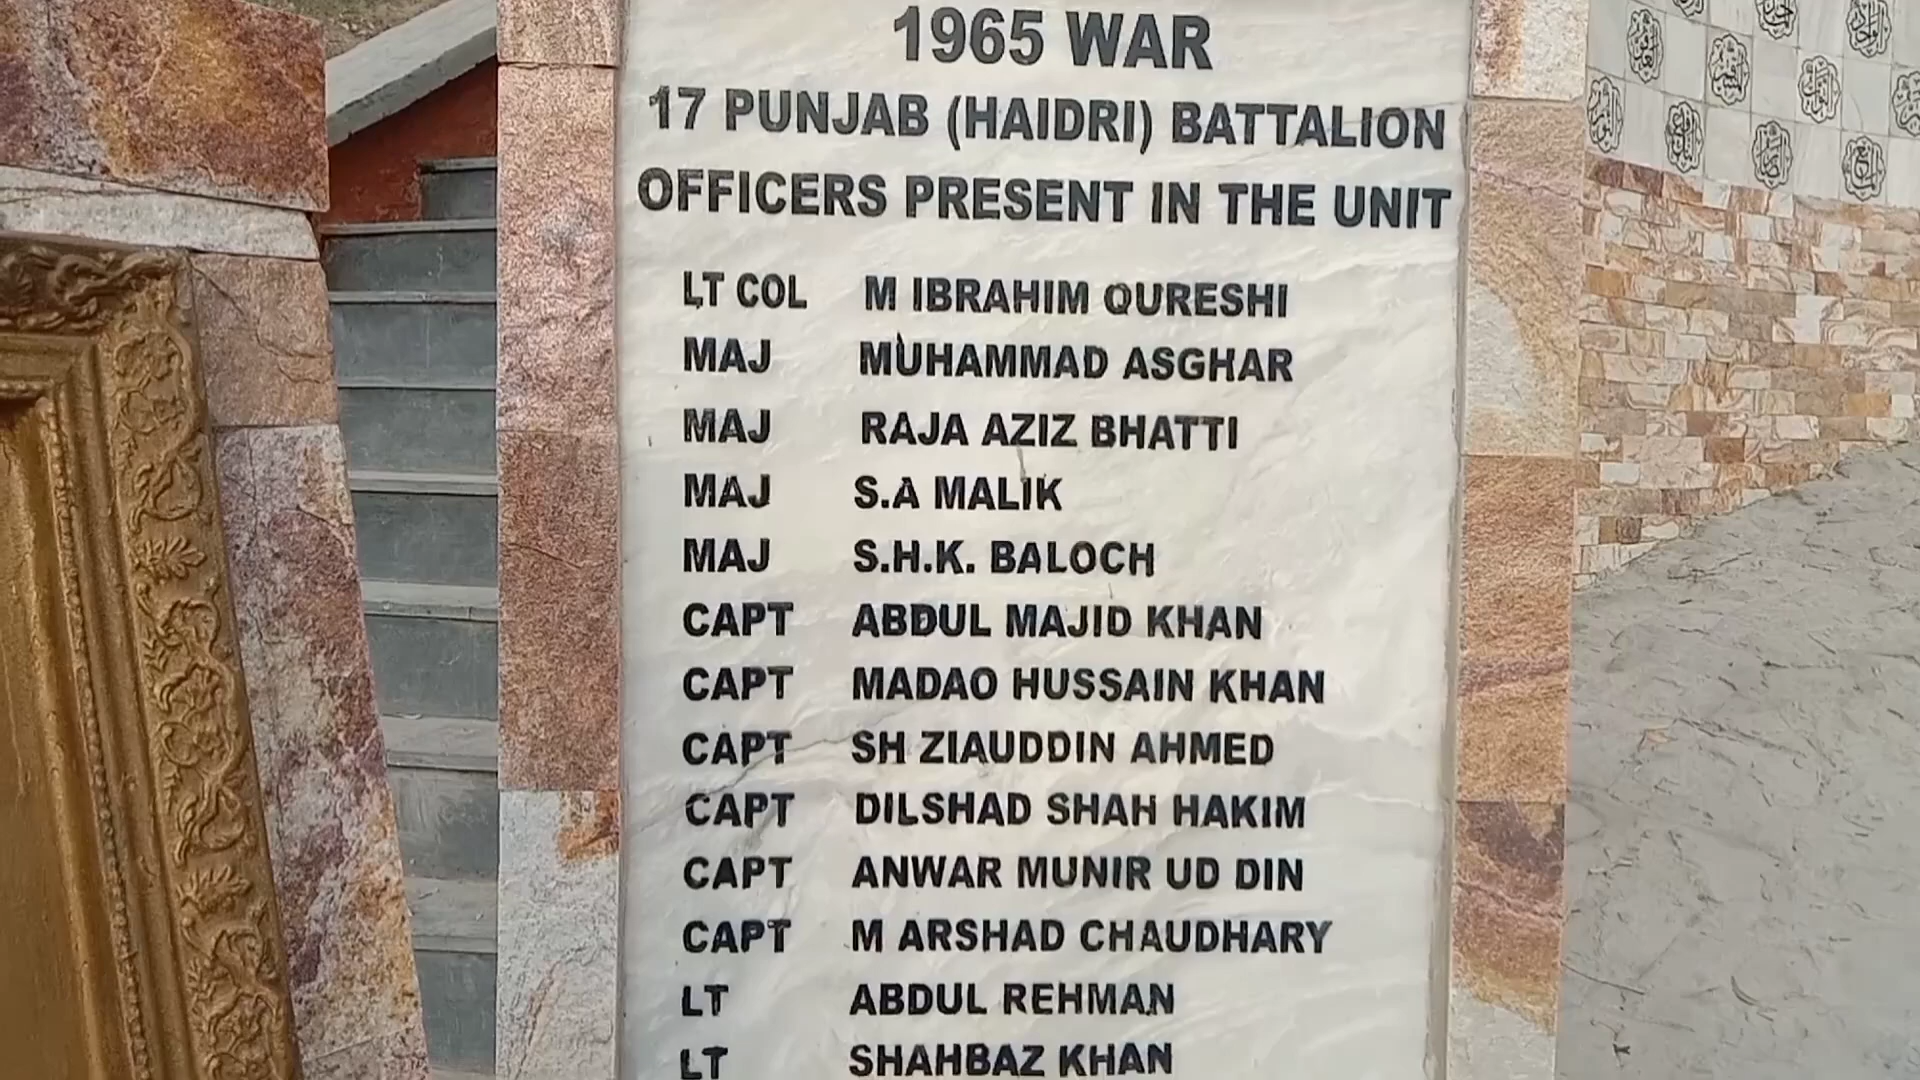 1965 WAR
17 PUNJAB (HAIDRI) BATTALION
OFFICERS PRESENT IN THE UNIT
LT COL M IBRAHIM QURESHI
MAJ MUHAMMAD ASGHAR
MAJ RAJA AZIZ BHATTI
MAJ S.A MALIK
MAJ S.H.K. BALOCH
CAPT ABDUL MAJID KHAN
CAPT MADAO HUSSAIN KHAN
CAPT SH ZIAUDDIN AHMED
CAPT DILSHAD SHAH HAKIM
CAPT ANWAR MUNIR UD DIN
CAPT M ARSHAD CHAUDHARY
LT ABDUL REHMAN
LT SHAHBAZ KHAN